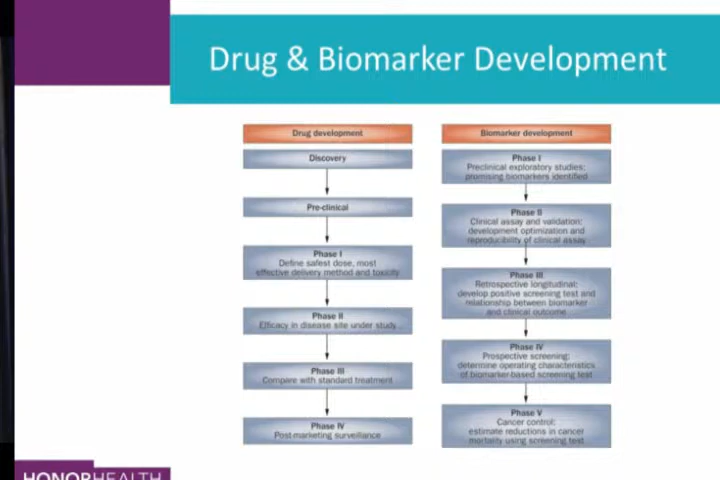 Drug & Biomarker Development
Drug development
Discovery
Pre-clinical
Phase I
Define safest dose, most
effective delivery method and toxicity
Phase II
Efficacy in disease site under study
Phase III
Compare with standard treatment
Phase IV
Post-marketing surveillance
Biomarker development
Phase I
Preclinical exploratory studies:
promising biomarkers identified
Phase II
Clinical assay and validation:
development optimization and
reproducibility of clinical assay
Phase III
Retrospective longitudinal:
develop positive screening test and
relationship between biomarker
and clinical outcome
Phase IV
Prospective screening:
determine operating characteristics
of biomarker-based screening test
Phase V
Cancer control:
estimate reductions in cancer
mortality using screening test
HONORHEALTH